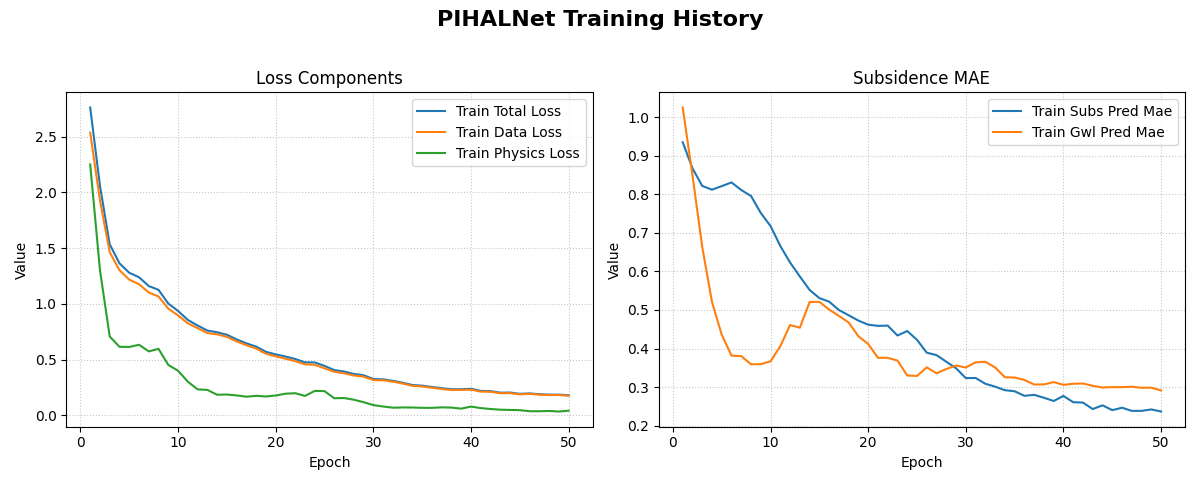 PIHALNet Training History
Loss Components
Train Total Loss
Train Data Loss
Train Physics Loss
Value
2.5
2.0
1.5
1.0
0.5
0.0
0 10 20 30 40 50
Epoch
Subsidence MAE
Train Subs Pred Mae
Train Gwl Pred Mae
Value
1.0
0.9
0.8
0.7
0.6
0.5
0.4
0.3
0.2
0 10 20 30 40 50
Epoch